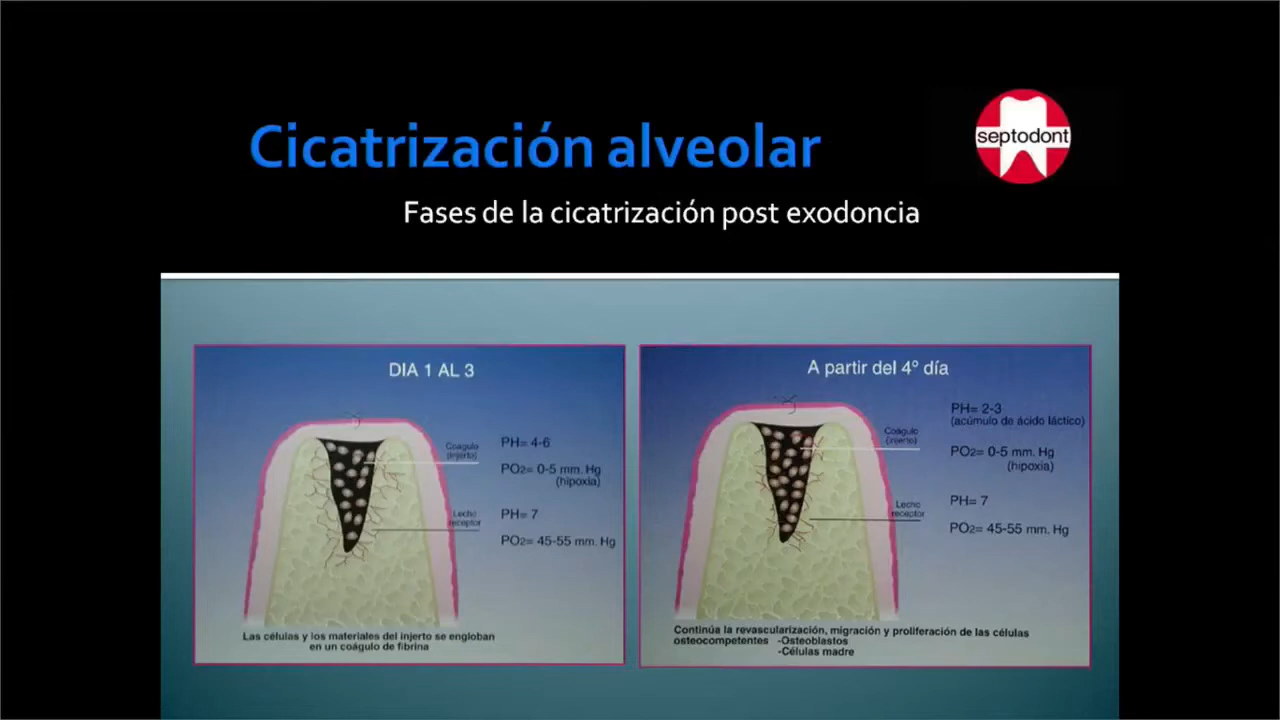 Cicatrización alveolar
septodont
Fases de la cicatrización post exodoncia
DIA 1 AL 3
Coágulo
(injerto)
PH= 4-6
PO2= 0-5 mm. Hg
(hipoxia)
Lecho
receptor
PH= 7
PO2= 45-55 mm. Hg
Las células y los materiales del injerto se engloban
en un coágulo de fibrina
A partir del 4º día
PH= 2-3
(acúmulo de ácido láctico)
Coágulo
(injerto)
PO2= 0-5 mm. Hg
(hipoxia)
Lecho
receptor
PH= 7
PO2= 45-55 mm. Hg
Continúa la revascularización, migración y proliferación de las células
osteocompetentes -Osteoblastos
-Células madre